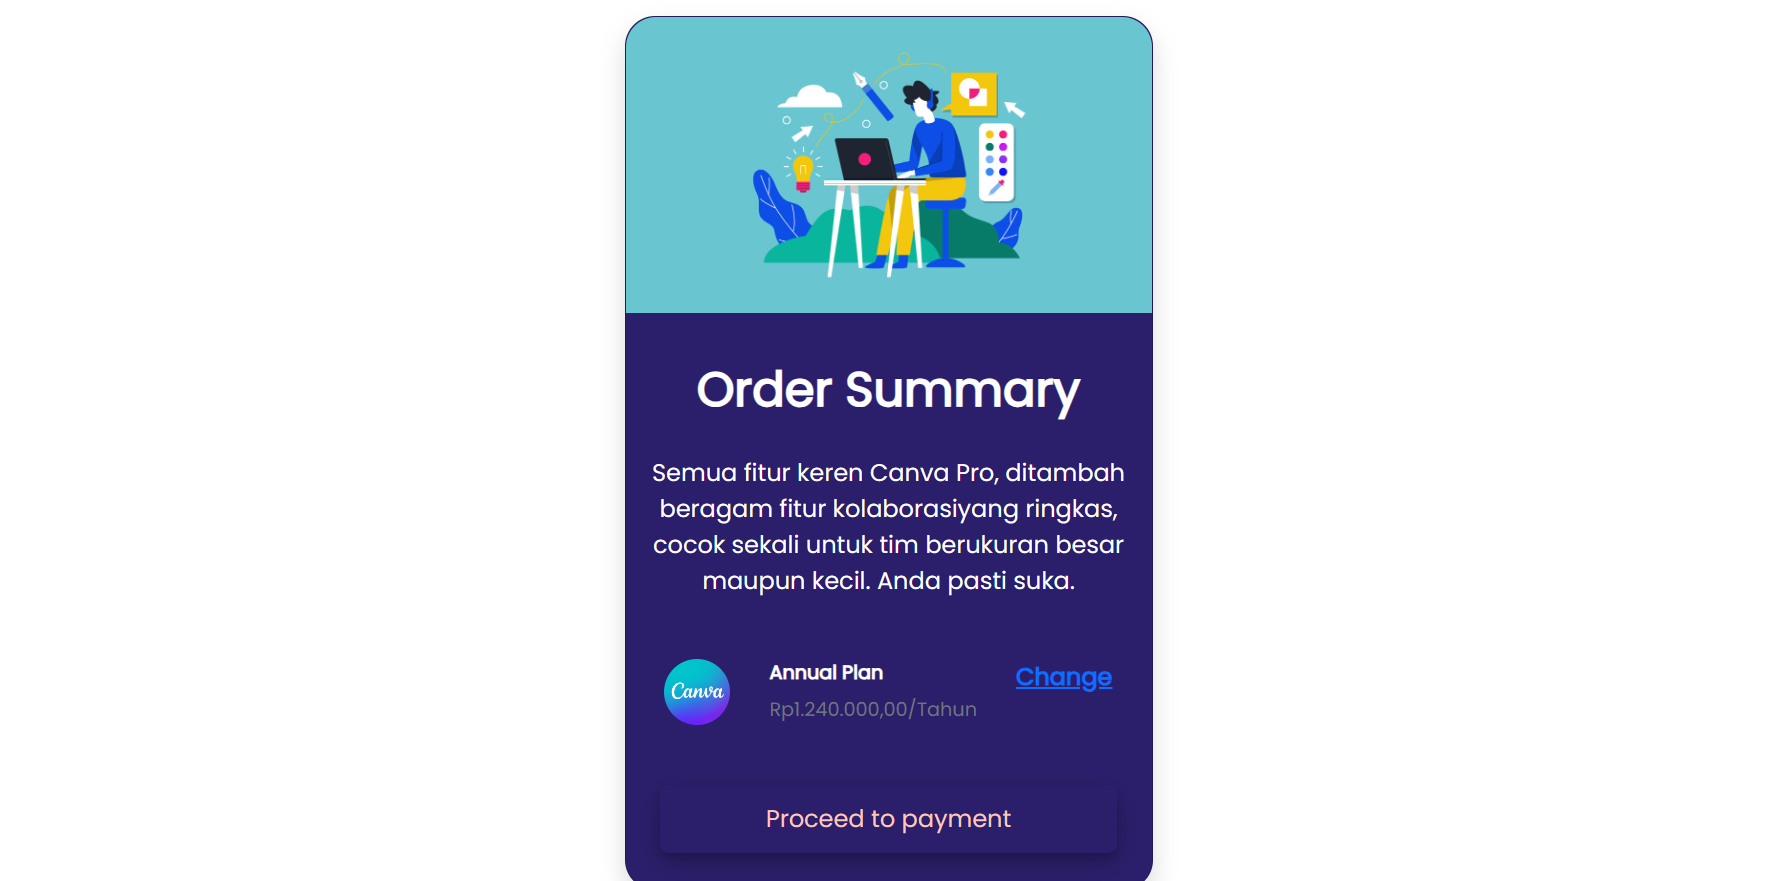 Order Summary
Semua fitur keren Canva Pro, ditambah
beragam fitur kolaborasiyang ringkas,
cocok sekali untuk tim berukuran besar
maupun kecil. Anda pasti suka.
Canva
Annual Plan
Change
Rp1.240.000,00/Tahun
Proceed to payment